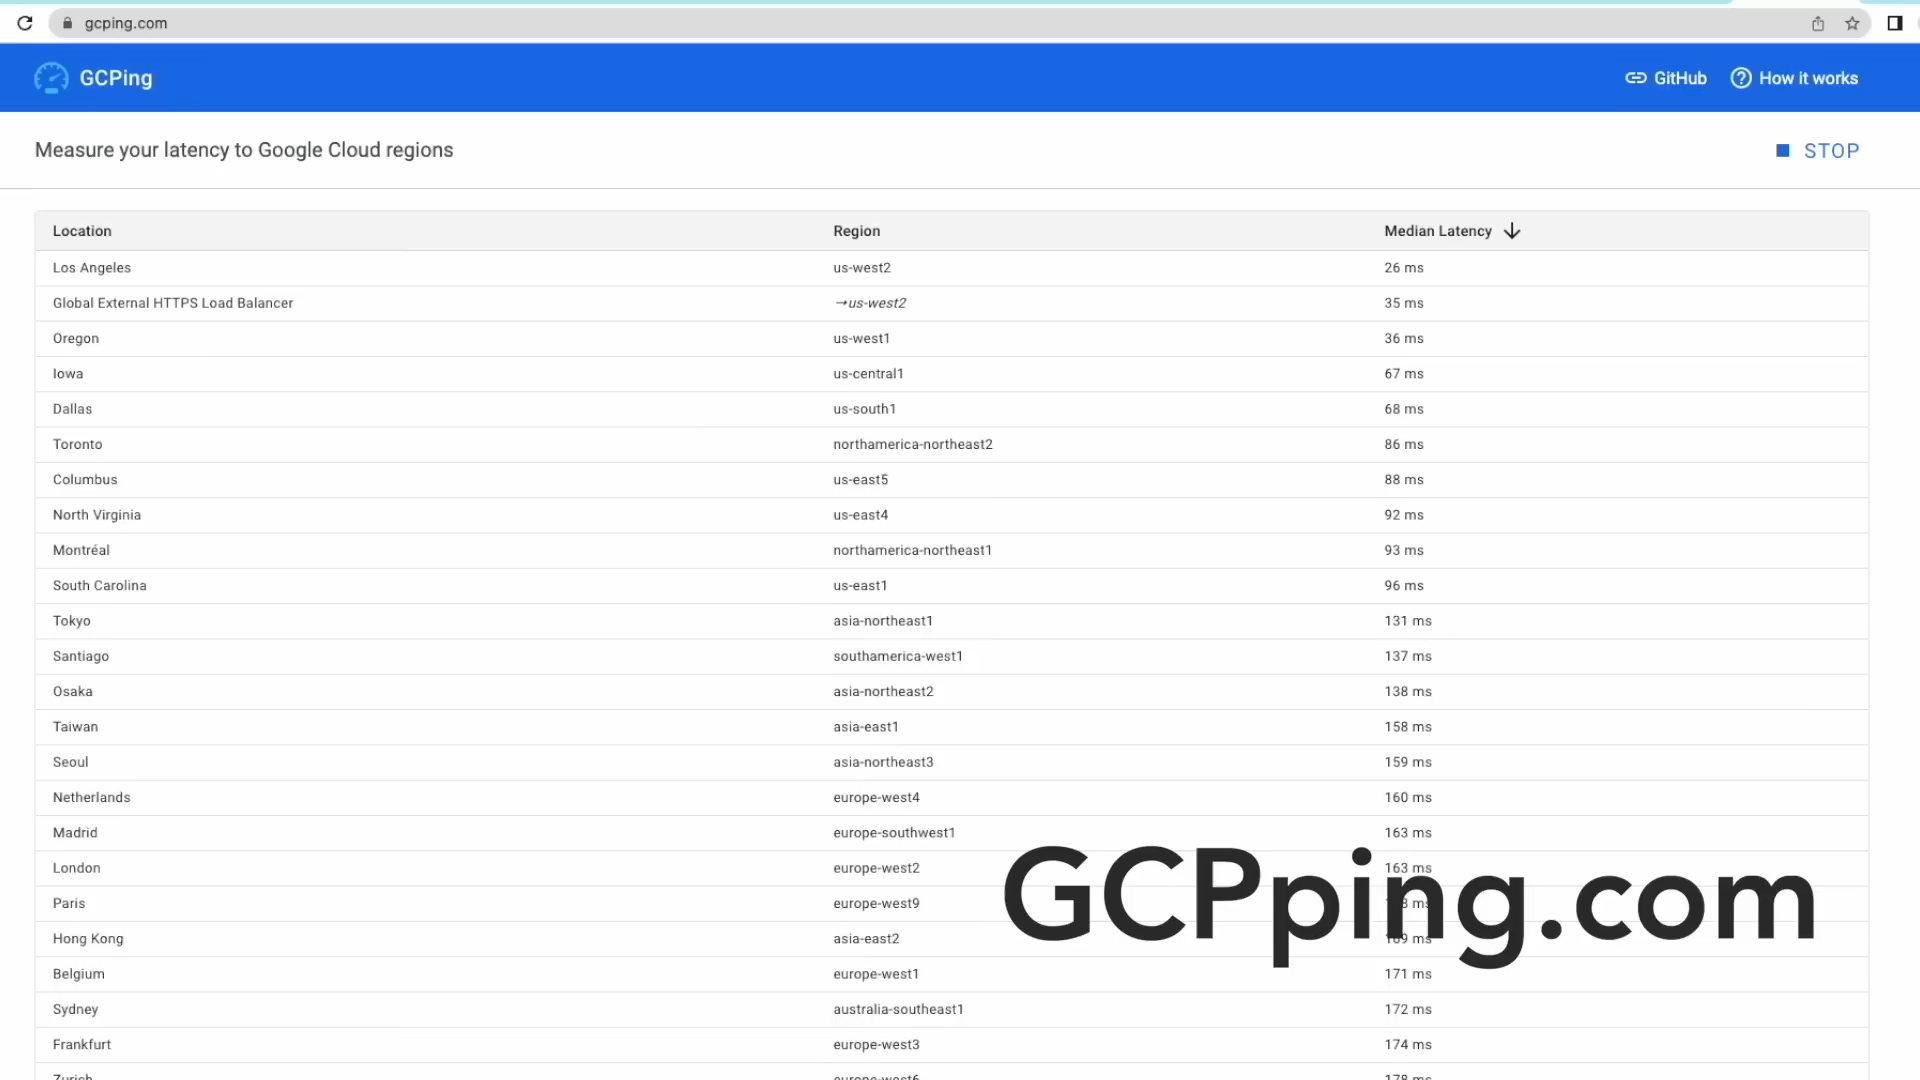 gcping.com
GCPing
GitHub
How it works
Measure your latency to Google Cloud regions
STOP
Location Region Median Latency
Los Angeles us-west2 26 ms
Global External HTTPS Load Balancer →us-west2 35 ms
Oregon us-west1 36 ms
Iowa us-central1 67 ms
Dallas us-south1 68 ms
Toronto northamerica-northeast2 86 ms
Columbus us-east5 88 ms
North Virginia us-east4 92 ms
Montréal northamerica-northeast1 93 ms
South Carolina us-east1 96 ms
Tokyo asia-northeast1 131 ms
Santiago southamerica-west1 137 ms
Osaka asia-northeast2 138 ms
Taiwan asia-east1 158 ms
Seoul asia-northeast3 159 ms
Netherlands europe-west4 160 ms
Madrid europe-southwest1 163 ms
London europe-west2 163 ms
Paris europe-west9
GCPping.com
Hong Kong asia-east2 169 ms
Belgium europe-west1 171 ms
Sydney australia-southeast1 172 ms
Frankfurt europe-west3 174 ms
Zurich europe-west6 178 ms